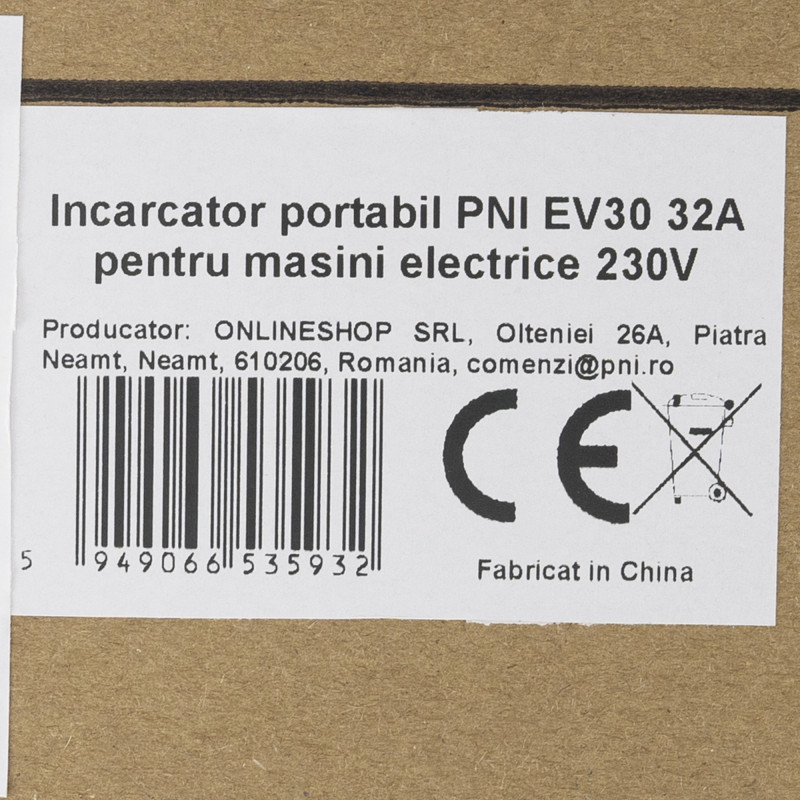 Incarcator portabil PNI EV30 32A
pentru masini electrice 230V
Producator: ONLINESHOP SRL, Olteniei 26A, Piatra
Neamt, Neamt, 610206, Romania, comenzi@pni.ro
CE
5 949066 535932
Fabricat in China